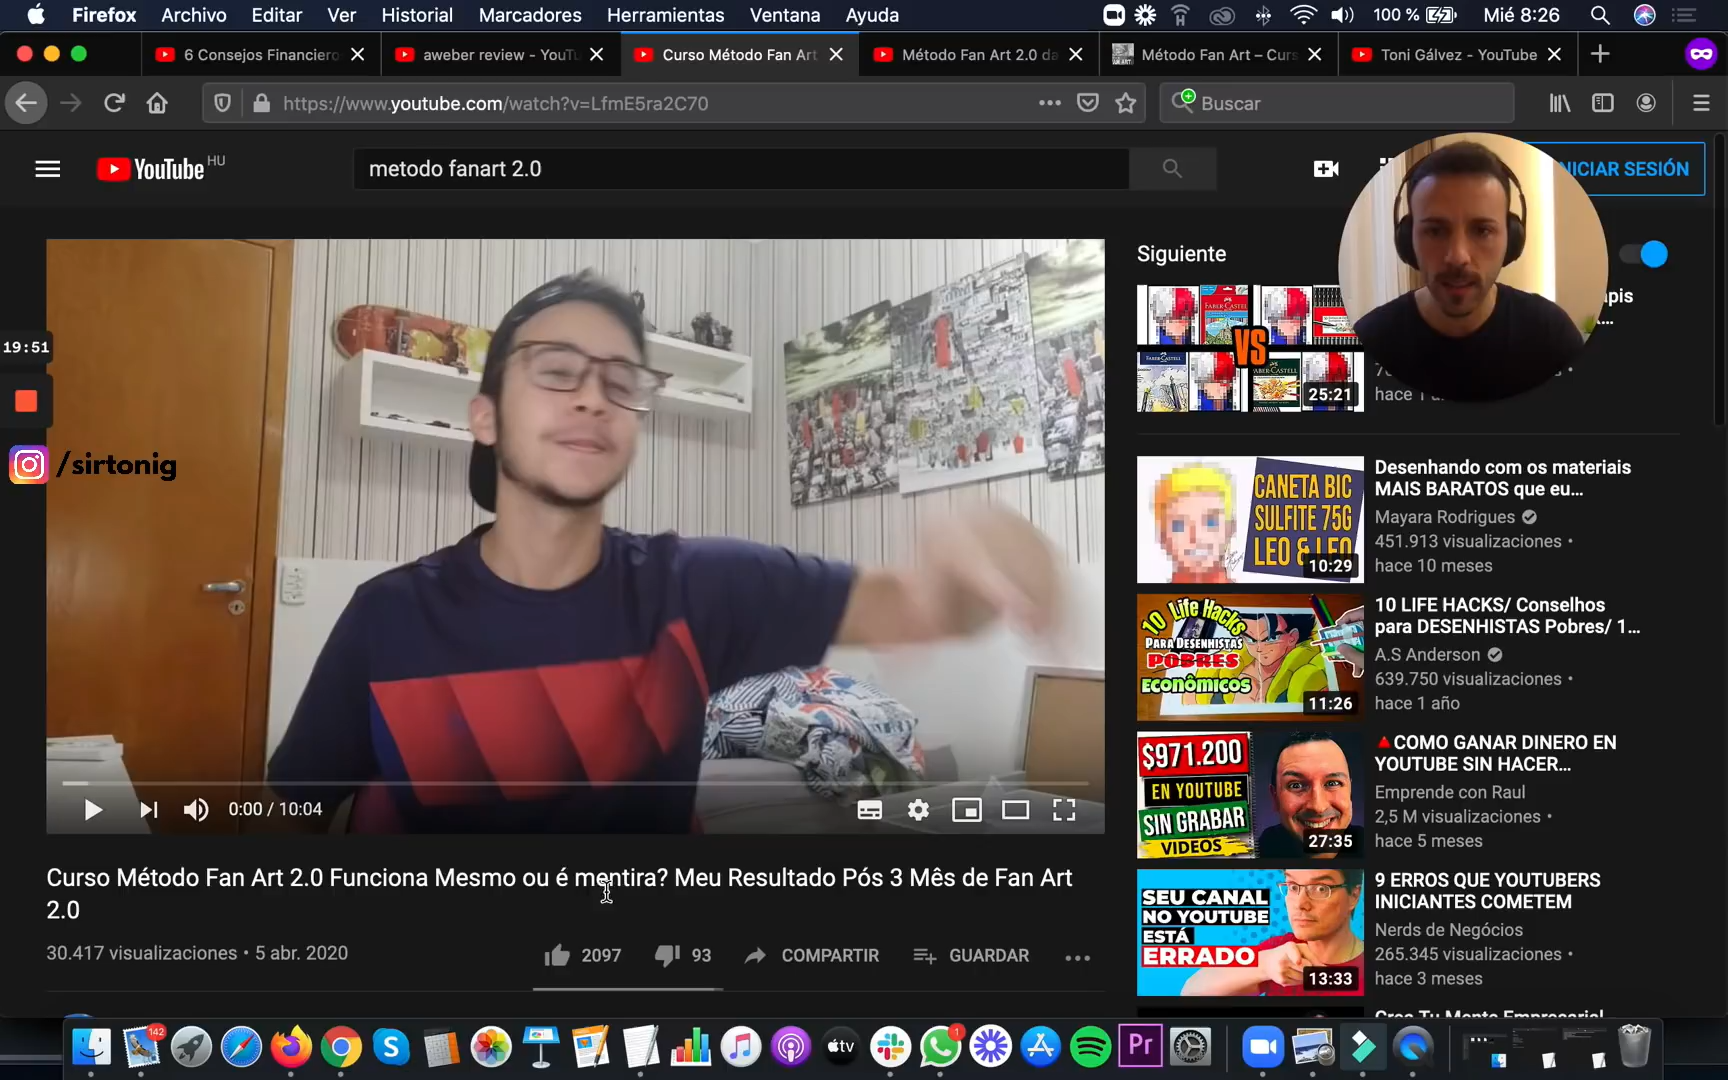 Firefox Archivo Editar Ver Historial Marcadores Herramientas Ventana Ayuda 100 % Mié 8:26
6 Consejos Financiero aweber review - YouTu Curso Método Fan Art Método Fan Art 2.0 da Método Fan Art – Curs Toni Gálvez - YouTube
https://www.youtube.com/watch?v=LfmE5ra2C70 Buscar
YouTube HU metodo fanart 2.0 INICIAR SESIÓN
Siguiente
VS
25:21
19:51
/sirtonig
CANETA BIC
SULFITE 75G
LEO & LEO
10:29
Desenhando com os materiais
MAIS BARATOS que eu...
Mayara Rodrigues
451.913 visualizaciones •
hace 10 meses
10 Life Hacks
PARA DESENHISTAS
POBRES
ECONÔMICOS
11:26
10 LIFE HACKS/ Conselhos
para DESENHISTAS Pobres/ 1...
A.S Anderson
639.750 visualizaciones •
hace 1 año
$971.200
EN YOUTUBE
SIN GRABAR
VIDEOS
27:35
COMO GANAR DINERO EN
YOUTUBE SIN HACER...
Emprende con Raul
2,5 M visualizaciones •
hace 5 meses
0:00 / 10:04
SEU CANAL
NO YOUTUBE
ESTÁ
ERRADO
13:33
9 ERROS QUE YOUTUBERS
INICIANTES COMETEM
Nerds de Negócios
265.345 visualizaciones •
hace 3 meses
Curso Método Fan Art 2.0 Funciona Mesmo ou é mentira? Meu Resultado Pós 3 Mês de Fan Art
2.0
30.417 visualizaciones • 5 abr. 2020 2097 93 COMPARTIR GUARDAR
142
tv
1
Pr